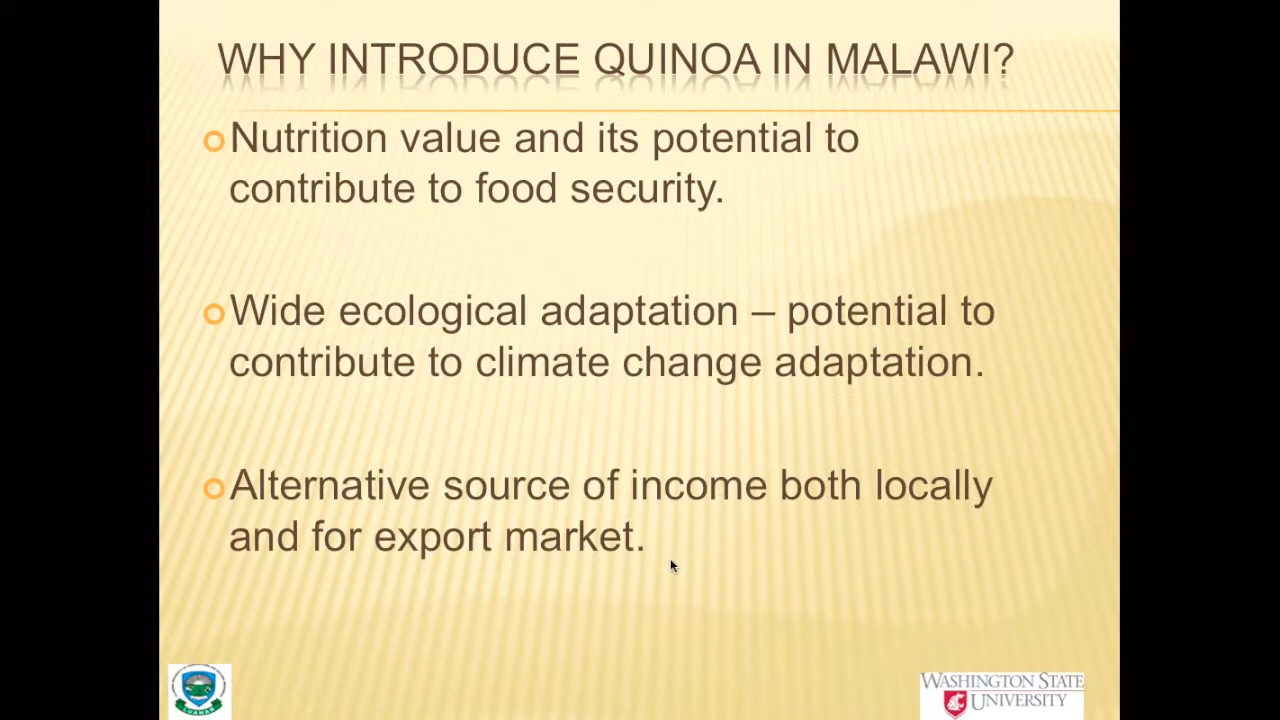 WHY INTRODUCE QUINOA IN MALAWI?
Nutrition value and its potential to
contribute to food security.
Wide ecological adaptation – potential to
contribute to climate change adaptation.
Alternative source of income both locally
and for export market.
WASHINGTON STATE
UNIVERSITY